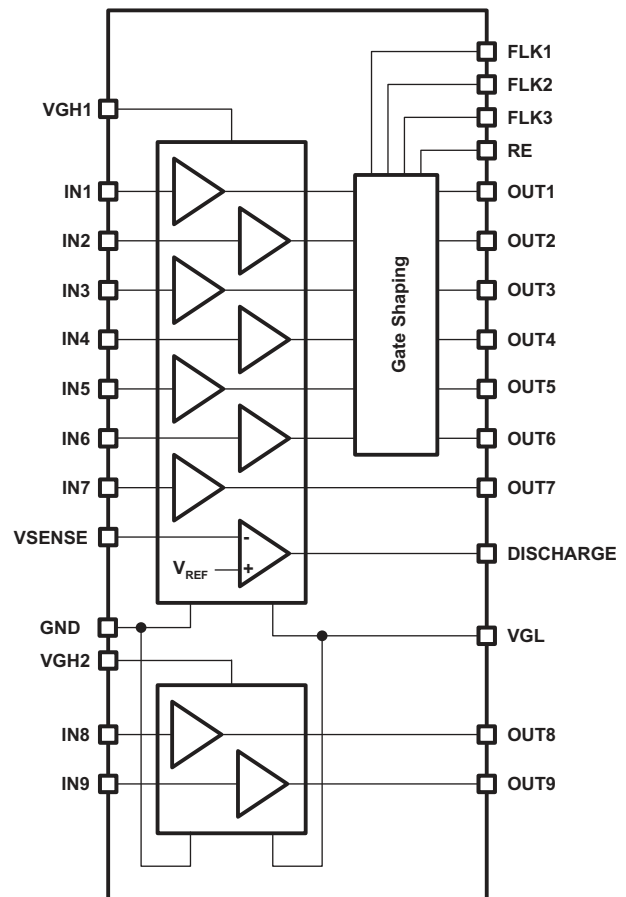 FLK1
FLK2
VGH1
FLK3
RE
IN1
OUT1
IN2
OUT2
IN3
OUT3
IN4
OUT4
IN5
OUT5
IN6
OUT6
Gate Shaping
IN7
OUT7
VSENSE
-
DISCHARGE
VREF
+
GND
VGL
VGH2
IN8
OUT8
IN9
OUT9